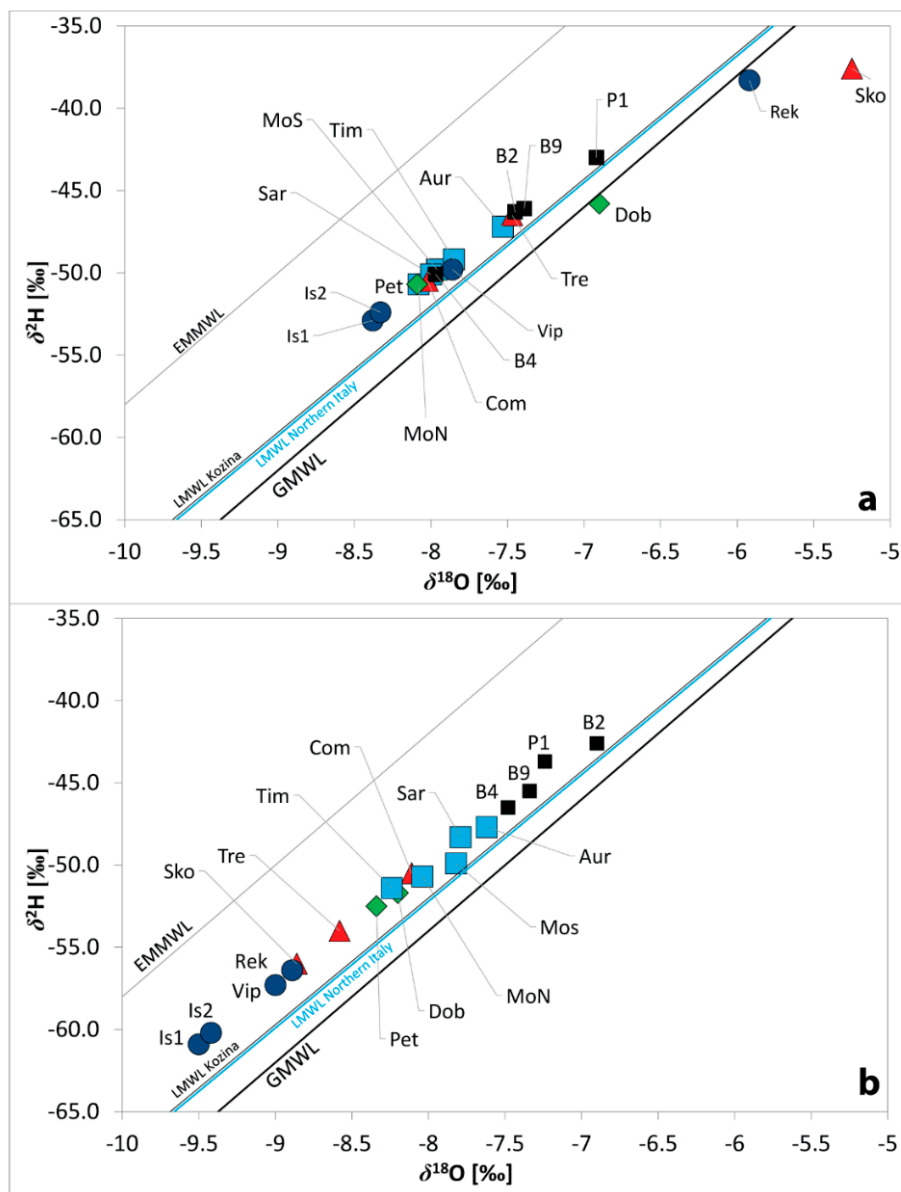 -35.0
-40.0
-45.0
-50.0
-55.0
-60.0
-65.0
δ²H [‰]
MoS
Tim
Sar
Aur
B2
B9
P1
Rek
Sko
Dob
Pet
Tre
Is2
Is1
Vip
B4
Com
MoN
EMMWL
LMWL Kozina
LMWL Northern Italy
GMWL
a
-10
-9.5
-9
-8.5
-8
-7.5
-7
-6.5
-6
-5.5
-5
δ¹⁸O [‰]
-35.0
-40.0
-45.0
-50.0
-55.0
-60.0
-65.0
δ²H [‰]
B2
P1
B9
B4
Com
Sar
Tim
Aur
Tre
Sko
Mos
Rek
Vip
MoN
Dob
Pet
Is2
Is1
EMMWL
LMWL Kozina
LMWL Northern Italy
GMWL
b
-10
-9.5
-9
-8.5
-8
-7.5
-7
-6.5
-6
-5.5
-5
δ¹⁸O [‰]